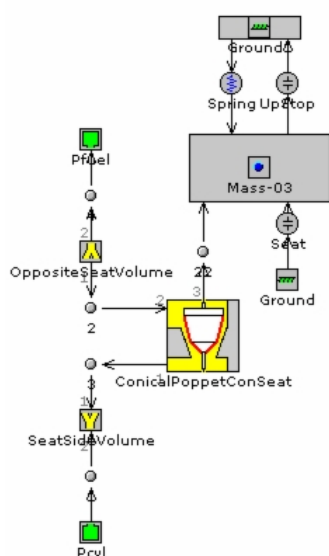 Ground
Spring UpStop
Pfuel
Mass-03
2
Seat
OppositeSeatVolume
22
Ground
1
3
2
2
ConicalPoppetConSeat
1
3
1
SeatSideVolume
2
Pcyl